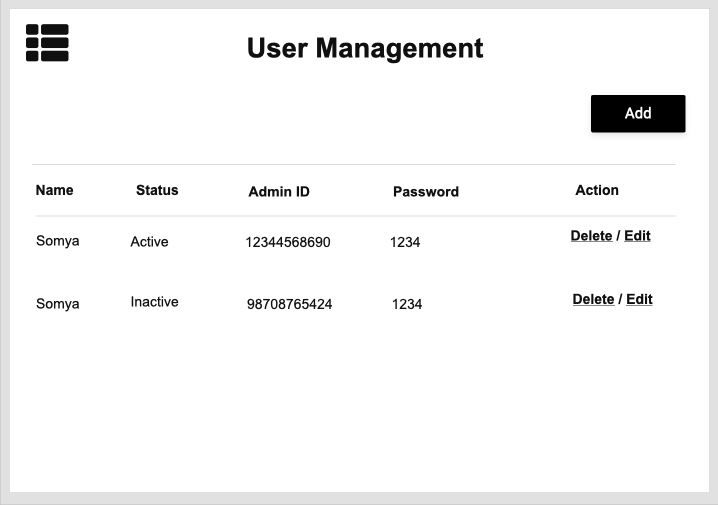 User Management
Add
Name Status Admin ID Password Action
Somya Active 12344568690 1234 Delete / Edit
Somya Inactive 98708765424 1234 Delete / Edit